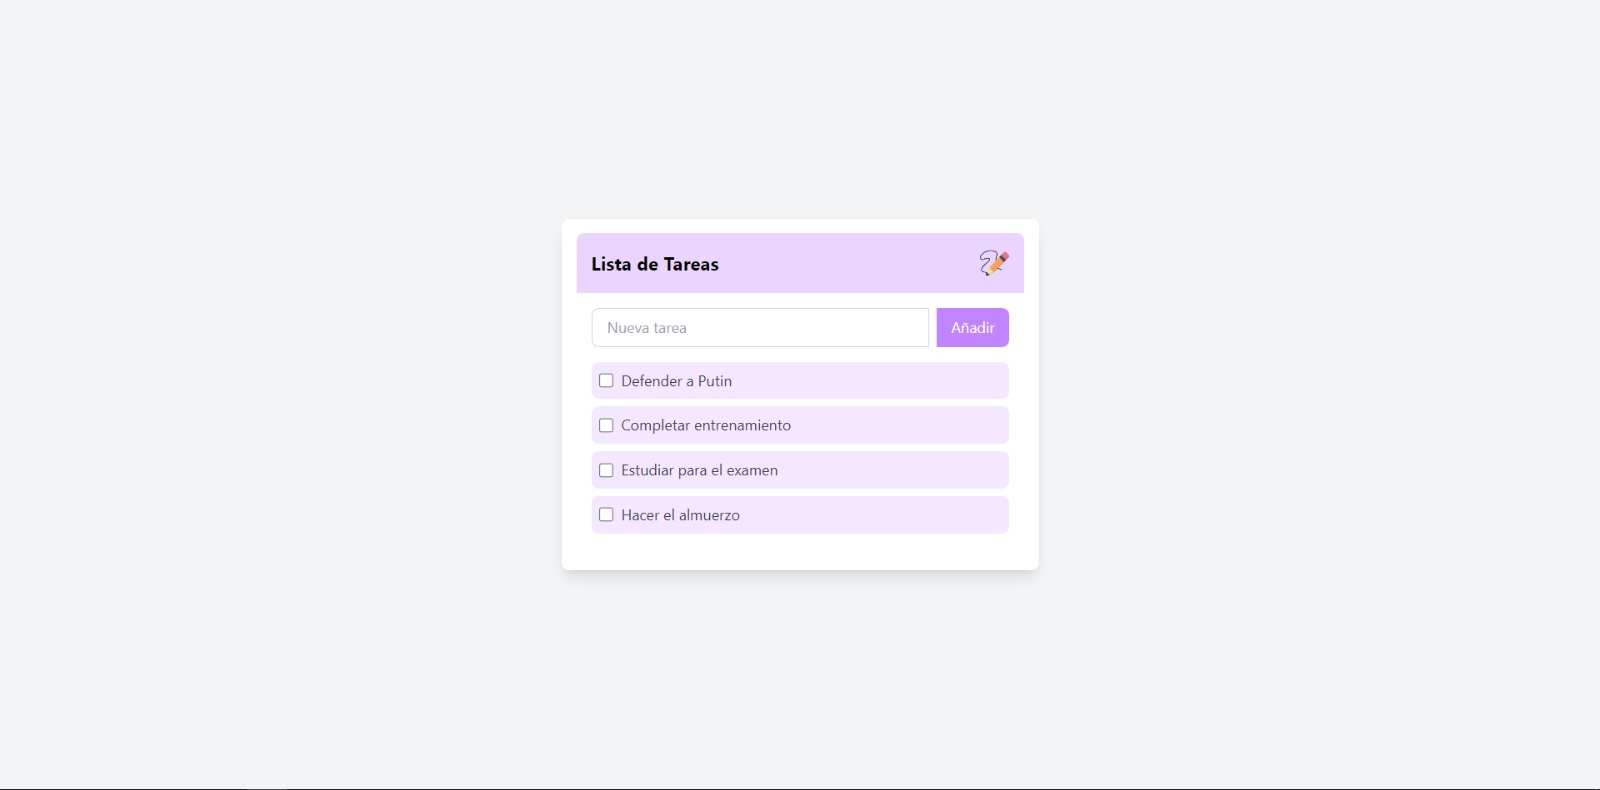 Lista de Tareas
Nueva tarea
Añadir
Defender a Putin
Completar entrenamiento
Estudiar para el examen
Hacer el almuerzo